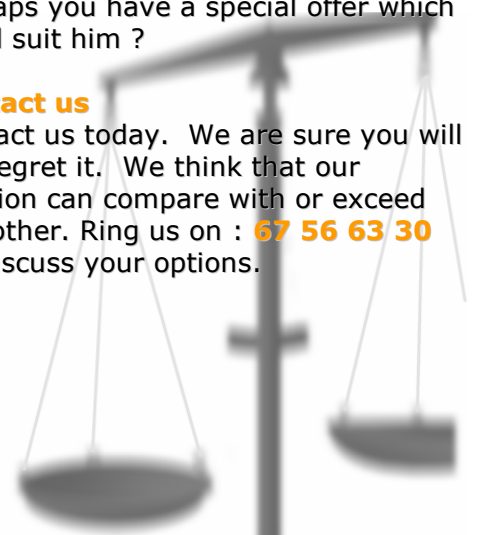 aps you have a special offer which
suit him ?
act us
act us today. We are sure you will
egret it. We think that our
ion can compare with or exceed
other. Ring us on : 67 56 63 30
scuss your options.